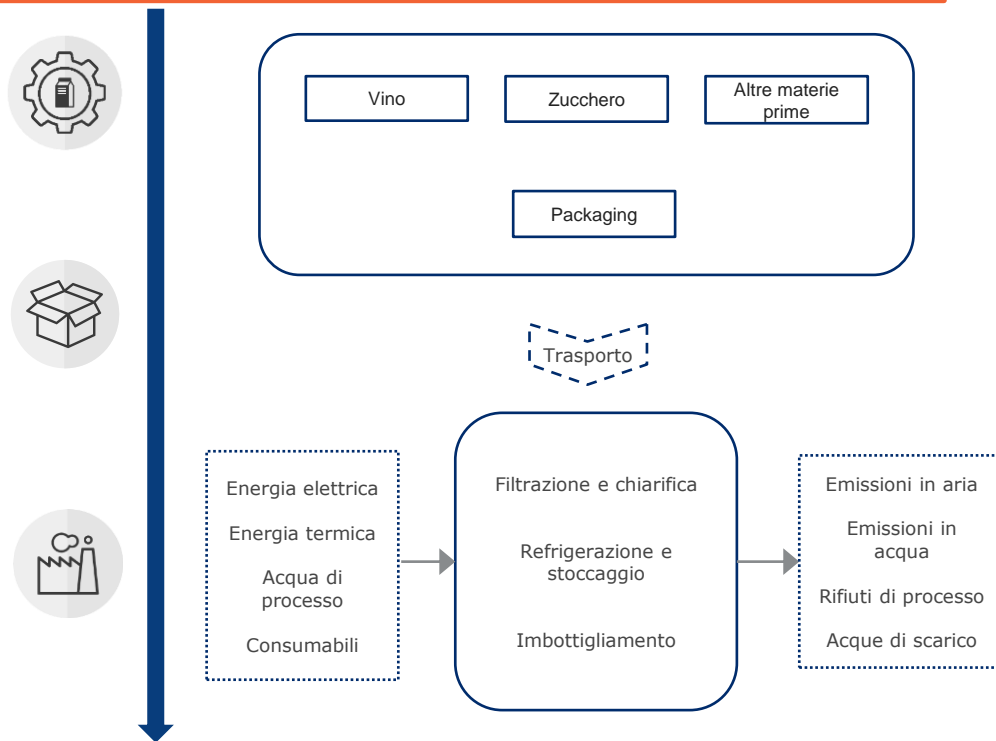 Vino
Zucchero
Altre materie
prime
Packaging
Trasporto
Energia elettrica
Energia termica
Acqua di
processo
Consumabili
Filtrazione e chiarifica
Refrigerazione e
stoccaggio
Imbottigliamento
Emissioni in aria
Emissioni in
acqua
Rifiuti di processo
Acque di scarico